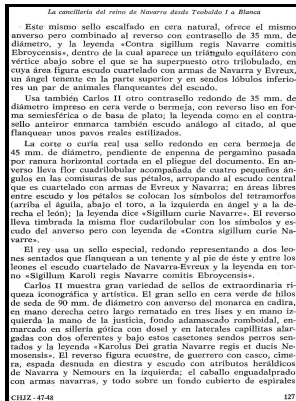 La cancillería del reino de Navarra desde Teobaldo I a Blanca
Este mismo sello escalfado en cera natural, ofrece el mismo
anverso pero combinado al reverso con contrasello de 35 mm. de
diámetro, y la leyenda «Contra sigillum regis Navarre comitis
Ebroycensis», dentro de la cual aparece un triángulo equilátero con
vértice abajo sobre el que se ha superpuesto otro trilobulado, en
cuya área figura escudo cuartelado con armas de Navarra y Evreux,
un ángel tenente en la parte superior y en sendos lóbulos inferio-
res un par de animales flanqueantes del escudo.
Usa también Carlos II otro contrasello redondo de 35 mm. de
diámetro impreso en cera verde o bermeja, con reverso liso en for-
ma semiesférica o de basa de plato; la leyenda como en el contra-
sello anteiror enmarca también escudo análogo al citado, al que
flanquean unos pavos reales estilizados.
La corte o curia real usa sello redondo en cera bermeja de
45 mm. de diámetro, pendiente de enpenna de pergamino pasada
por ranura horizontal cortada en el pliegue del documento. En an-
verso lleva flor cuadrilobular acompañada de cuatro pequeños án-
gulos en las comisuras de sus pétalos, arropando al escudo central
que es cuartelado con armas de Evreux y Navarra; en áreas libres
entre escudo y los pétalos se colocan los símbolos del tetramorfos
(arriba el águila, abajo el toro, a la izquierda en ángel y a la de-
recha el león); la leyenda dice «Sigillum curie Navarre». El reverso
lleva timbrada la misma flor cudarilobular con los símbolos y es-
cudo del anverso pero con leyenda de «Contra sigillum curie Na-
varre».
El rey usa un sello especial, redondo representando a dos leo-
nes sentados que flanquean a un tenente y al pie de éste y entre los
leones el escudo cuartelado de Navarra-Evreux y la leyenda en tor-
no «Sigillum Karoli regis Navarre comitis Ebroycensis».
Carlos II muestra gran variedad de sellos de extraordinaria ri-
queza iconográfica y artística. El gran sello en cera verde de hilos
de seda de 90 mm. de diámetro con anverso del monarca en cadira,
en mano derecha cetro largo rematado en tres lises y en mano iz-
quierda la mano de la justicia, fondo adamascado romboidal, en-
marcado en sillería gótica con dosel y en laterales capillitas alar-
gadas con dos oferentes y bajo estos casetones sendos perros sen-
tados y la leyenda «Karolus Dei gratia Navarre regis et ducis Ne-
mosensis». El reverso figura ecuestre, de guerrero con casco, cime-
ra, espada desnuda en diestra y escudo con atributos heráldicos
de Navarra y Nemours en la izquierda; el caballo engualdrapado
con armas navarras, y todo sobre un fondo cubierto de espirales
CHJZ - 47-48
127